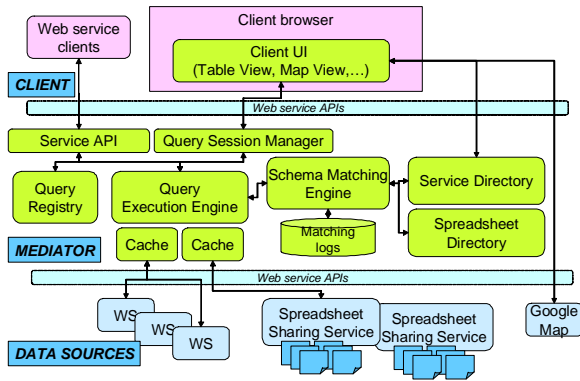 Client browser
Web service
clients
Client UI
(Table View, Map View,…)
CLIENT
Web service APIs
Service API
Query Session Manager
Query
Registry
Query
Execution Engine
Schema Matching
Engine
Service Directory
Matching
logs
Spreadsheet
Directory
Cache
Cache
MEDIATOR
Web service APIs
WS
WS
WS
Spreadsheet
Sharing Service
Spreadsheet
Sharing Service
Google
Map
DATA SOURCES